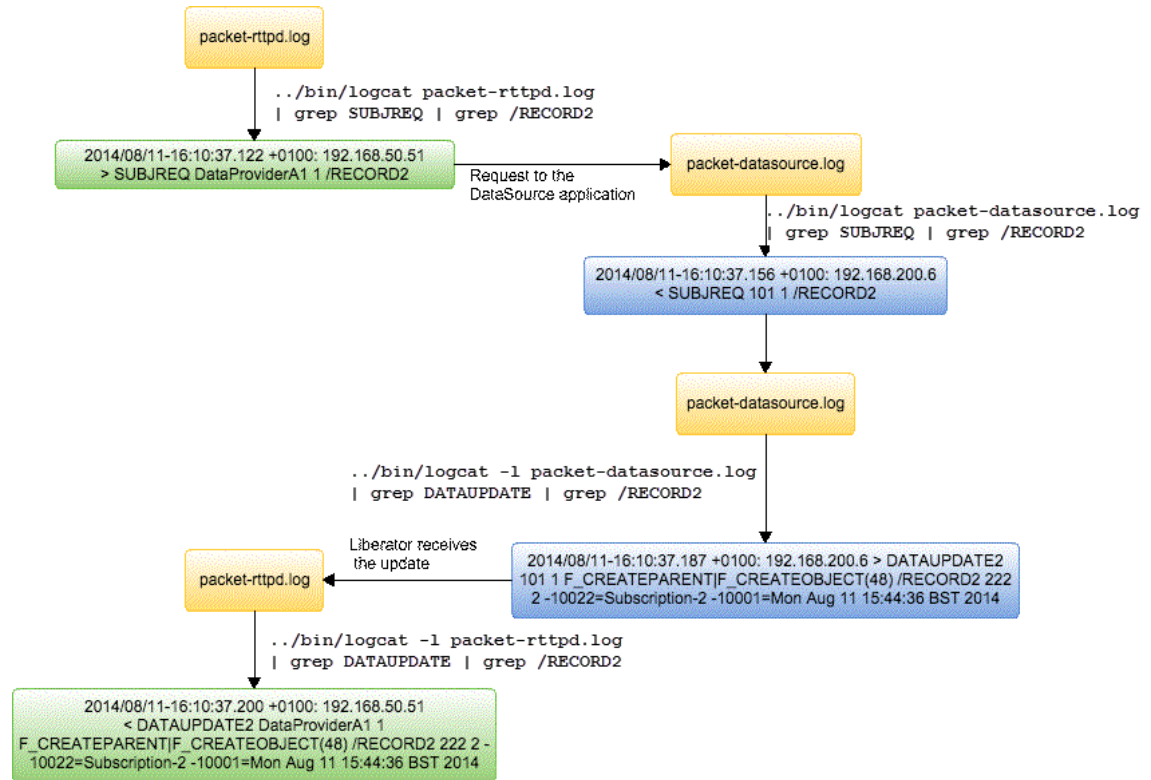 packet-rttpd.log
../bin/logcat packet-rttpd.log
| grep SUBJREQ | grep /RECORD2
2014/08/11-16:10:37.122 +0100: 192.168.50.51
> SUBJREQ DataProviderA1 1 /RECORD2
Request to the
DataSource application
packet-datasource.log
../bin/logcat packet-datasource.log
| grep SUBJREQ | grep /RECORD2
2014/08/11-16:10:37.156 +0100: 192.168.200.6
< SUBJREQ 101 1 /RECORD2
packet-datasource.log
../bin/logcat -l packet-datasource.log
| grep DATAUPDATE | grep /RECORD2
2014/08/11-16:10:37.187 +0100: 192.168.200.6 > DATAUPDATE2
101 1 F_CREATEPARENT|F_CREATEOBJECT(48) /RECORD2 222
2 -10022=Subscription-2 -10001=Mon Aug 11 15:44:36 BST 2014
Liberator receives
the update
packet-rttpd.log
../bin/logcat -l packet-rttpd.log
| grep DATAUPDATE | grep /RECORD2
2014/08/11-16:10:37.200 +0100: 192.168.50.51
< DATAUPDATE2 DataProviderA1 1
F_CREATEPARENT|F_CREATEOBJECT(48) /RECORD2 222 2 -
10022=Subscription-2 -10001=Mon Aug 11 15:44:36 BST 2014